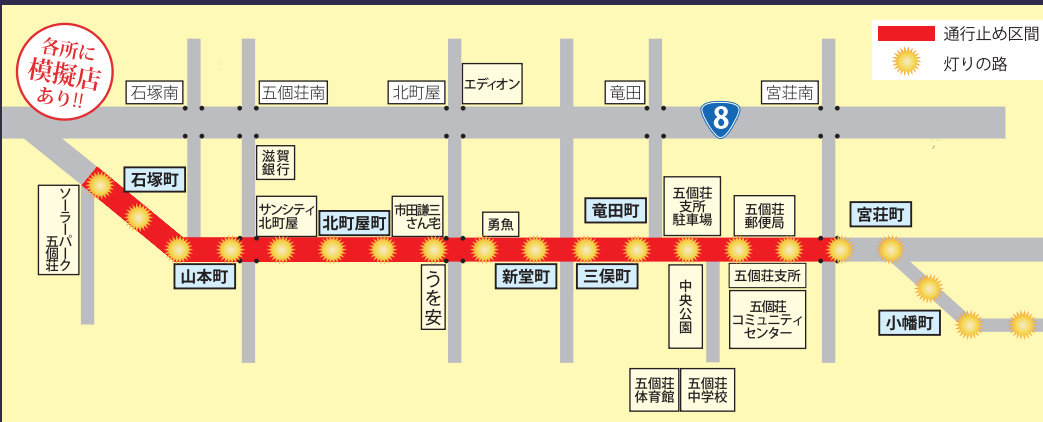 各所に
模擬店
あり!!
通行止め区間
灯りの路
石塚南
五個荘南
北町屋
エディオン
竜田
宮荘南
8
滋賀
銀行
石塚町
ソーラーパーク
五個荘
サンシティ
北町屋
北町屋町
市田謙三
さん宅
勇魚
竜田町
五個荘
支所
駐車場
五個荘
郵便局
宮荘町
山本町
うを安
新堂町
三俣町
中央公園
五個荘支所
五個荘
コミュニティ
センター
小幡町
五個荘
体育館
五個荘
中学校